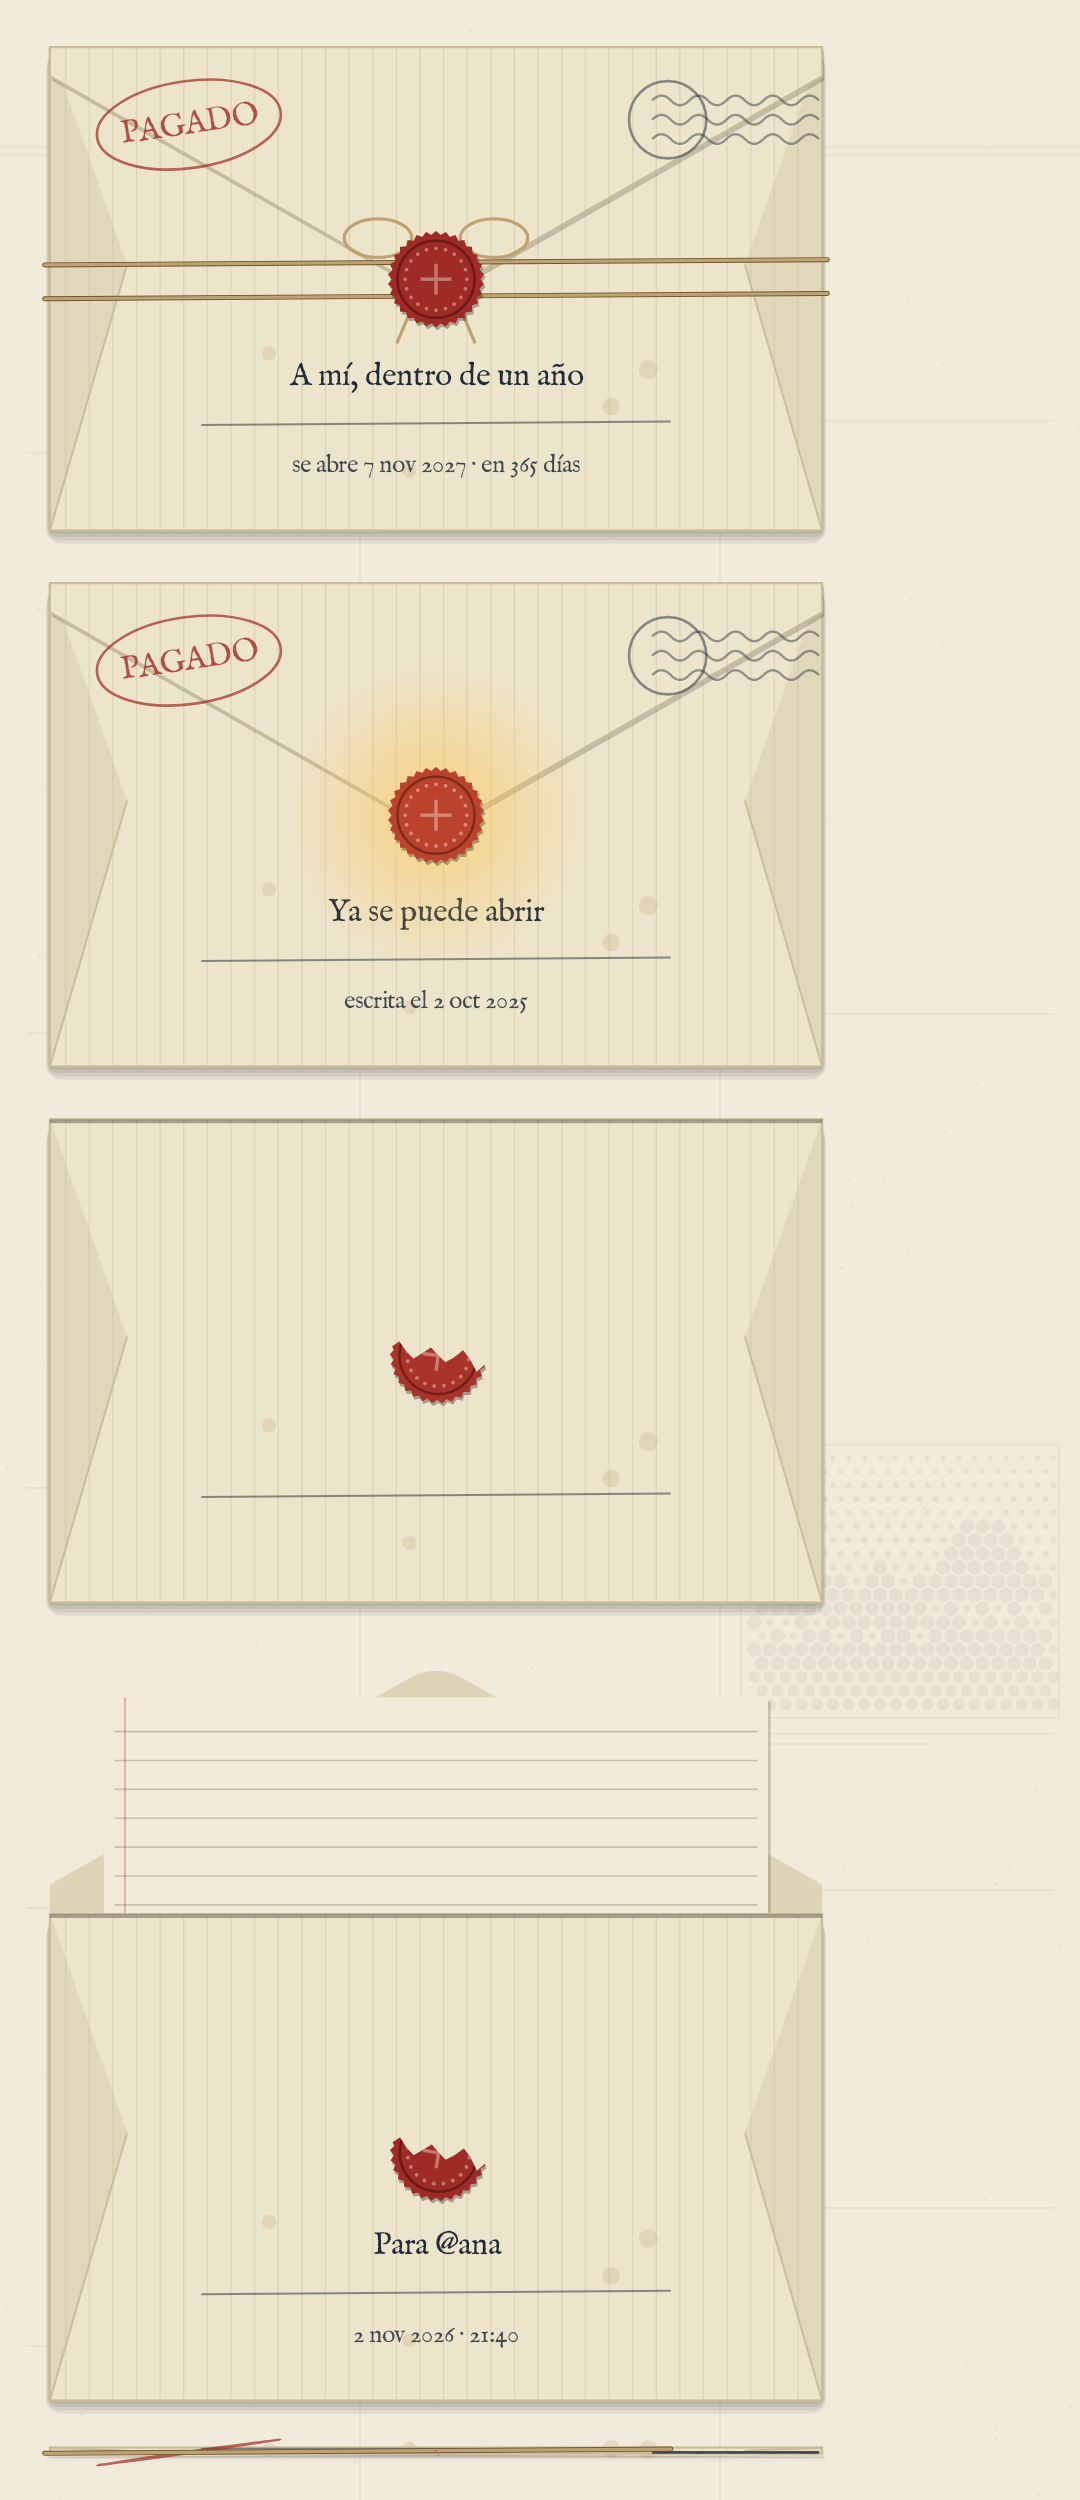 PAGADO
A mí, dentro de un año
se abre 7 nov 2027 · en 365 días
PAGADO
Ya se puede abrir
escrita el 2 oct 2025
Para @ana
2 nov 2026 · 21:40